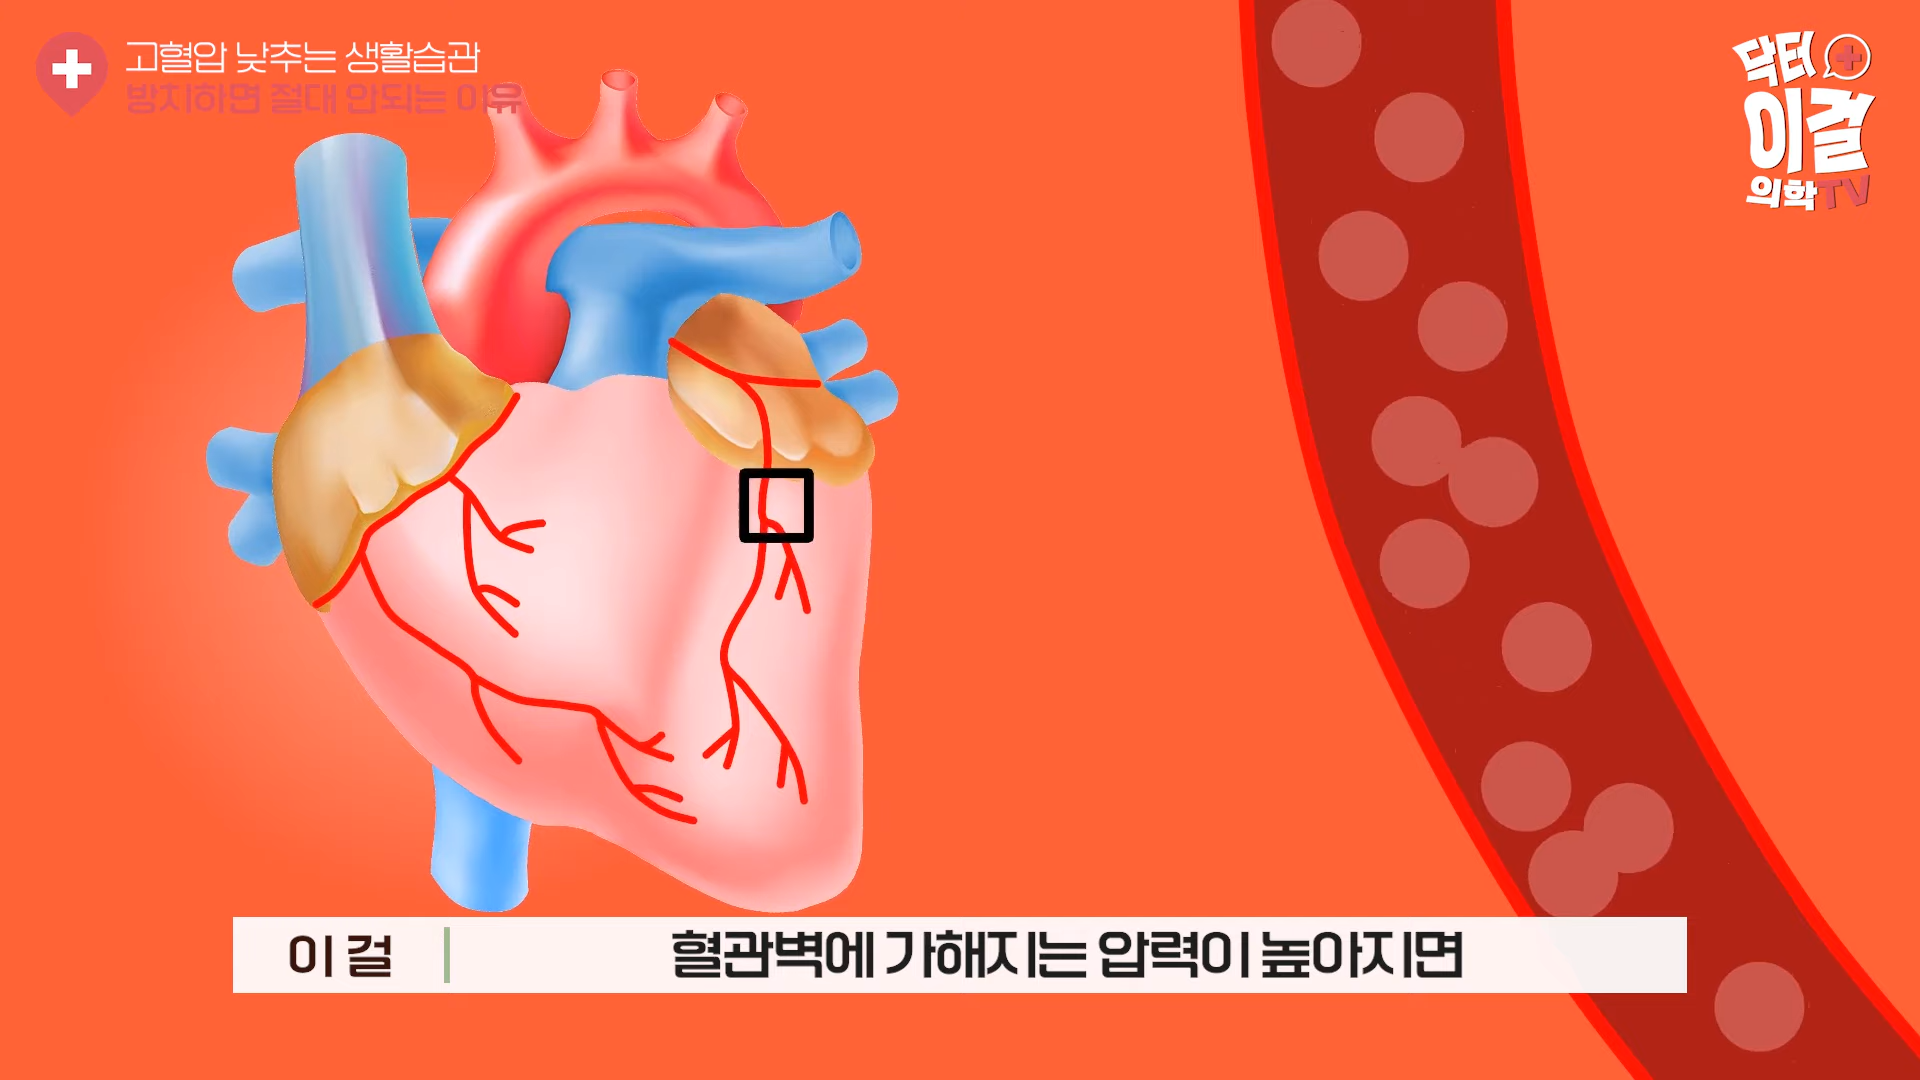 고혈압 낮추는 생활습관
방치하면 절대 안되는 이유
닥터
이걸
의학TV
이걸
혈관벽에 가해지는 압력이 높아지면